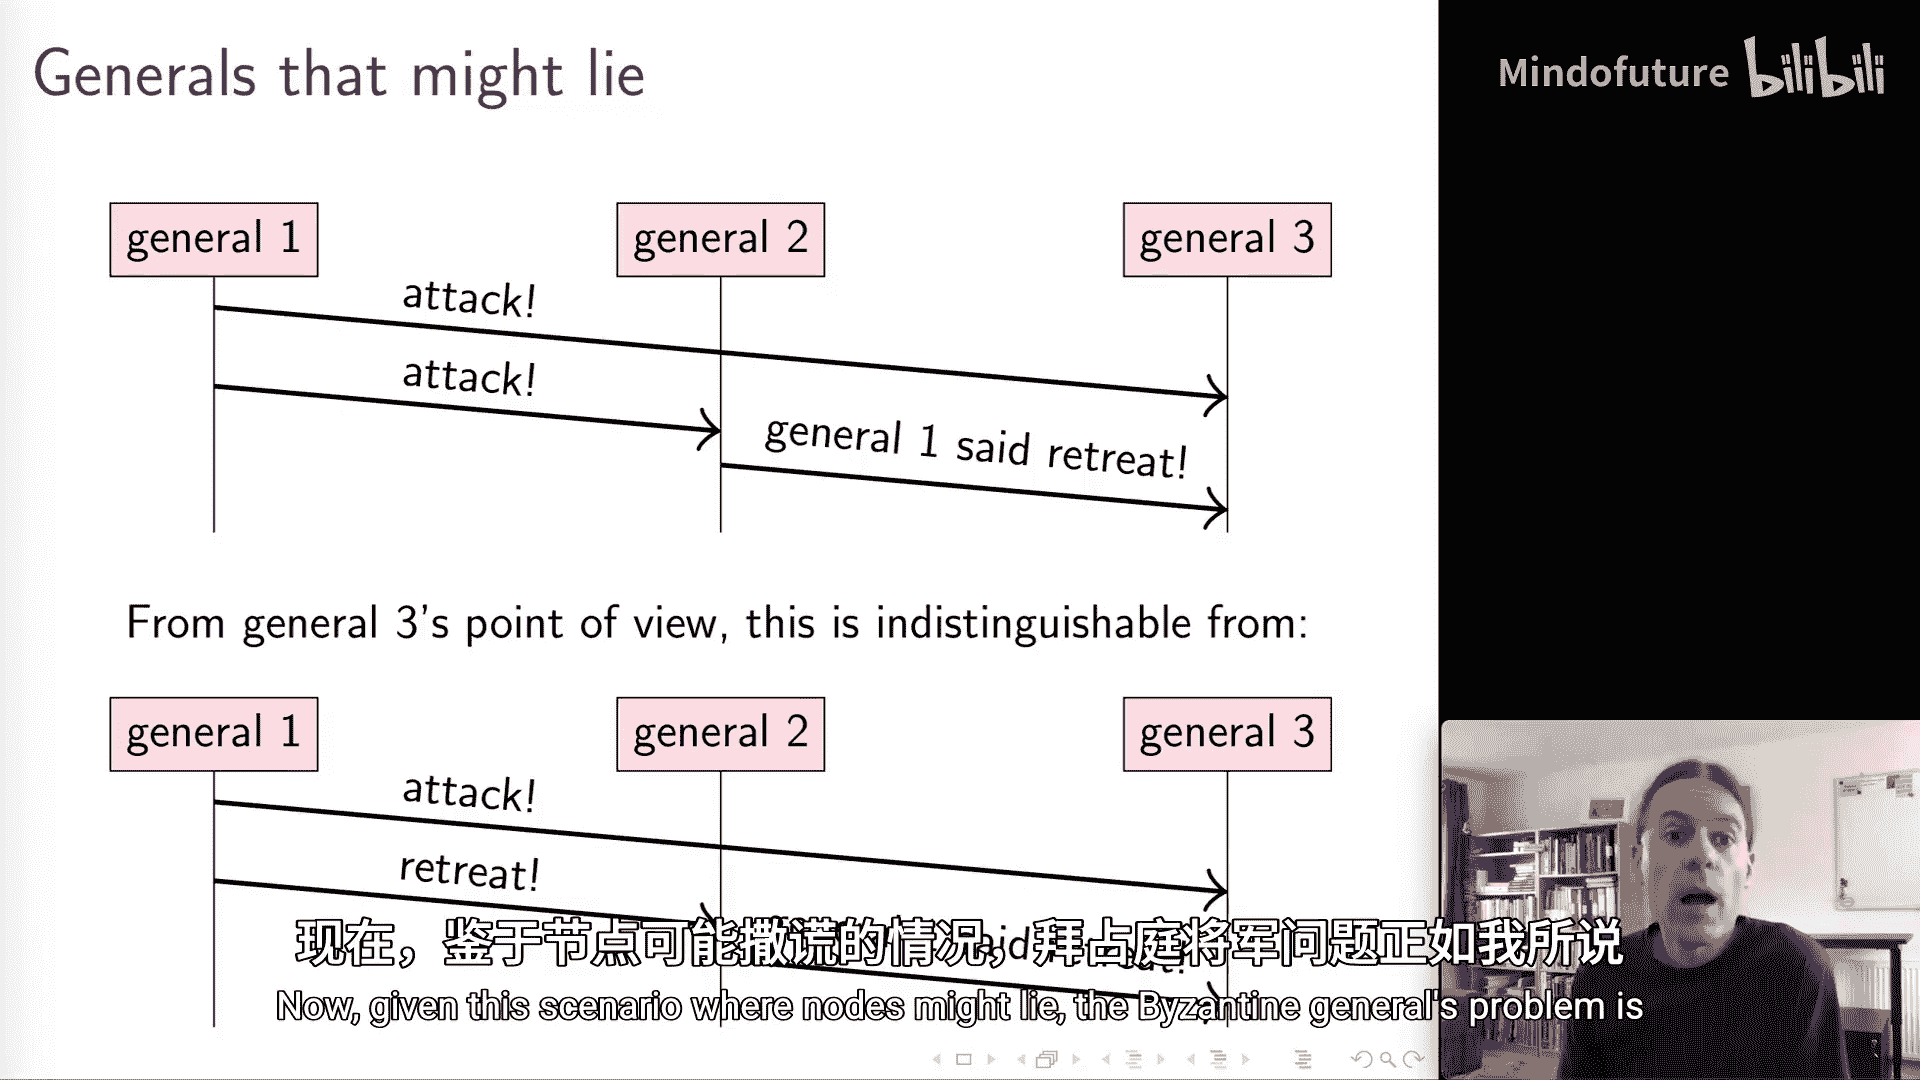 Generals that might lie
Mindofuture bilibili
general 1
general 2
general 3
attack!
attack!
general 1 said retreat!
From general 3's point of view, this is indistinguishable from:
general 1
general 2
general 3
attack!
retreat!
现在，鉴于节点可能撒谎的情况，拜占庭将军问题正如我所说
Now, given this scenario where nodes might lie, the Byzantine general's problem is